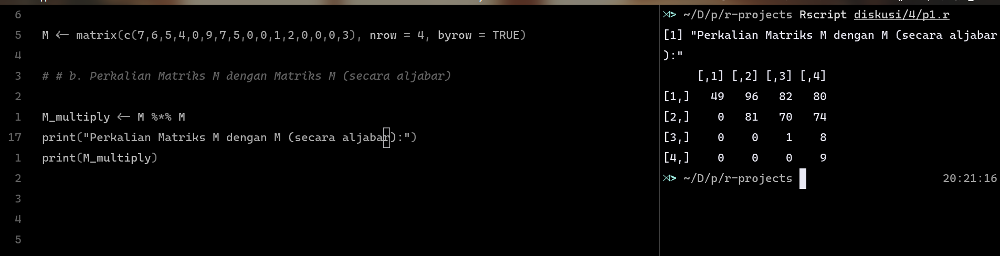 6
5 M <- matrix(c(7,6,5,4,0,9,7,5,0,0,1,2,0,0,0,3), nrow = 4, byrow = TRUE)
4
3 # # b. Perkalian Matriks M dengan Matriks M (secara aljabar)
2
1 M_multiply <- M %*% M
17 print("Perkalian Matriks M dengan M (secara aljabar):")
1 print(M_multiply)
2
3
4
5
⋊> ~/D/p/r-projects Rscript diskusi/4/p1.r
[1] "Perkalian Matriks M dengan M (secara aljabar
):"
[,1] [,2] [,3] [,4]
[1,] 49 96 82 80
[2,] 0 81 70 74
[3,] 0 0 1 8
[4,] 0 0 0 9
⋊> ~/D/p/r-projects 20:21:16